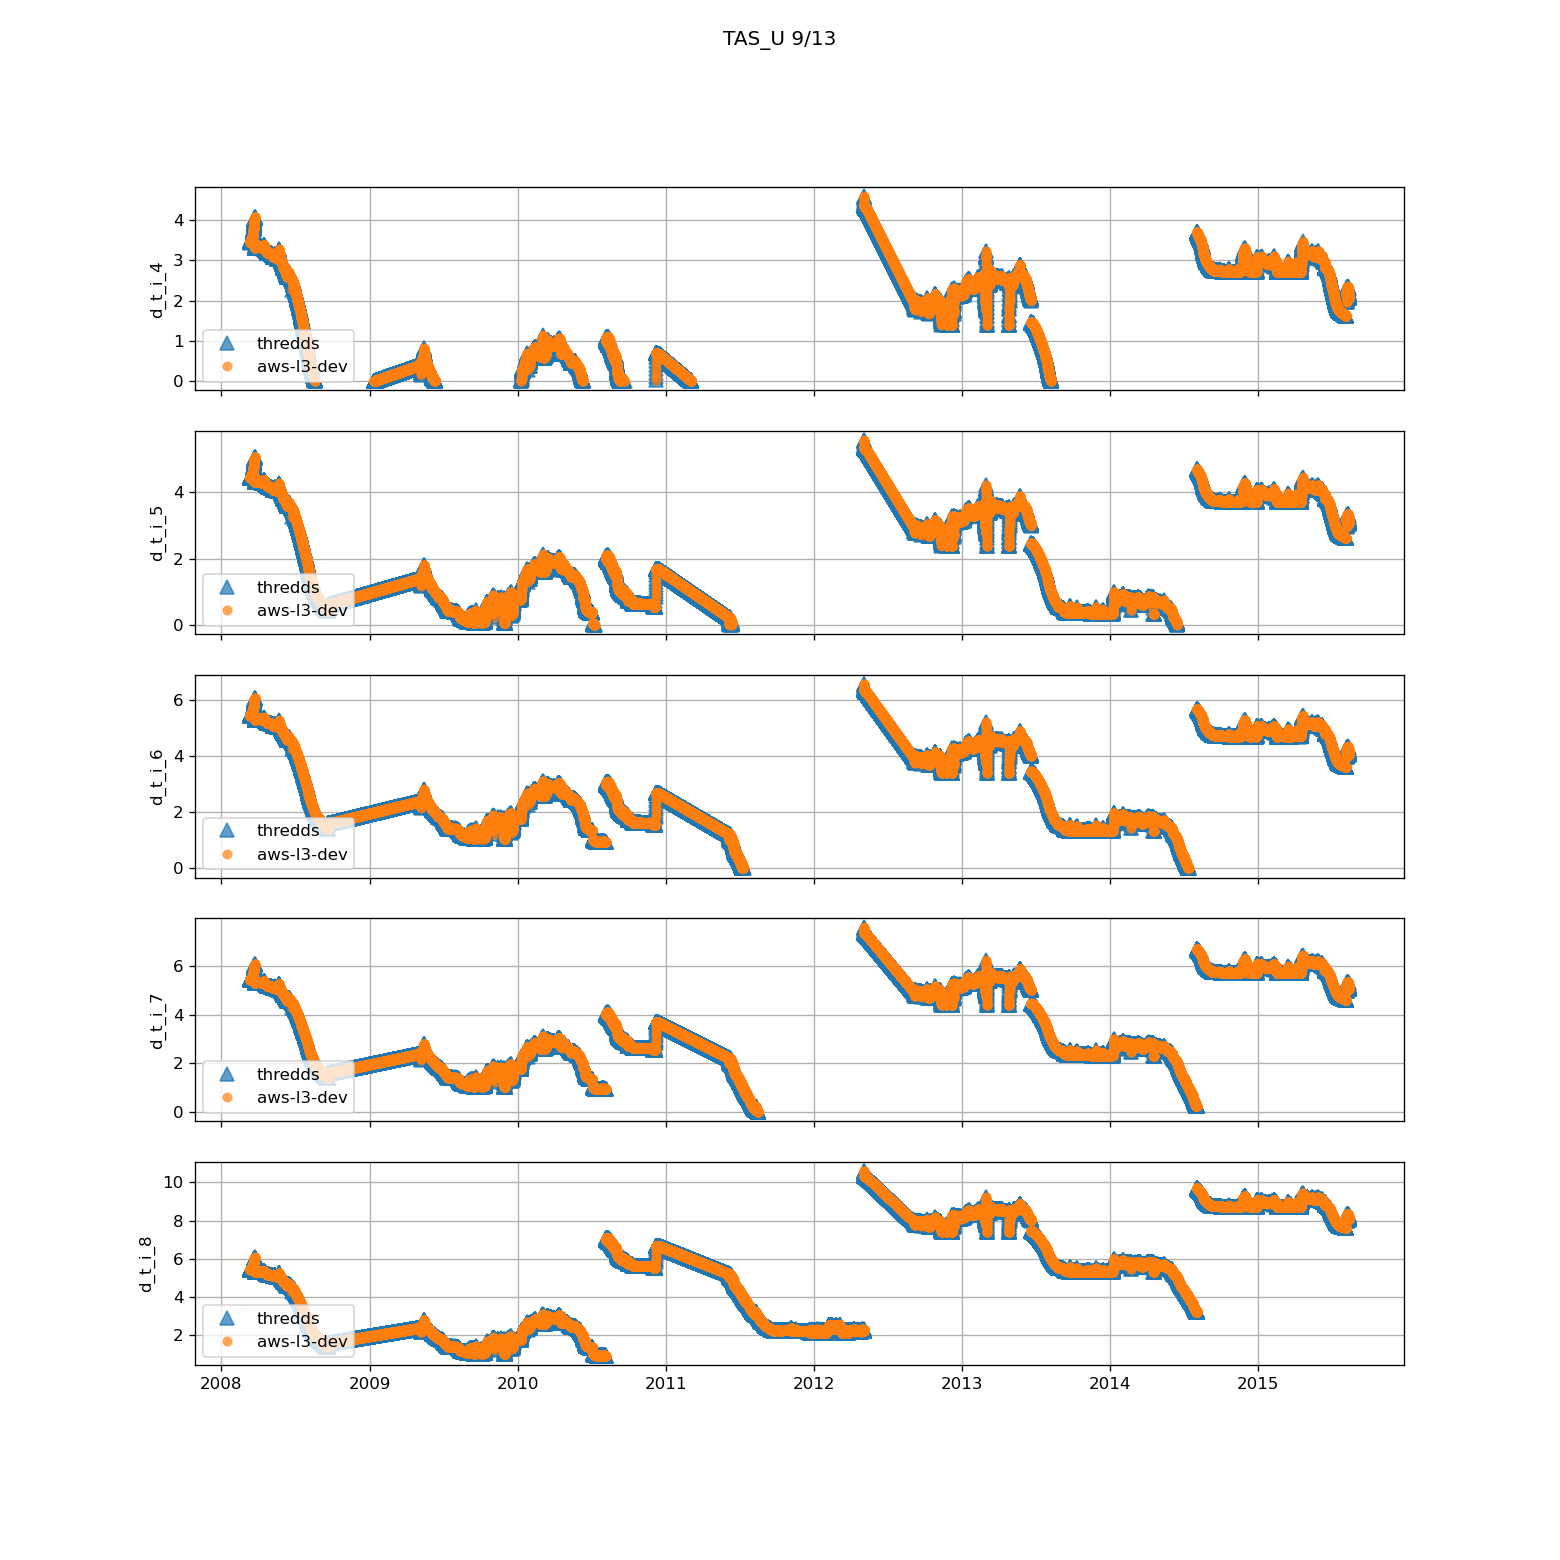 TAS_U 9/13
d_t_i_4
4
3
2
1
0
thredds
aws-l3-dev
d_t_i_5
4
2
0
thredds
aws-l3-dev
d_t_i_6
6
4
2
0
thredds
aws-l3-dev
d_t_i_7
6
4
2
0
thredds
aws-l3-dev
d_t_i_8
10
8
6
4
2
thredds
aws-l3-dev
2008 2009 2010 2011 2012 2013 2014 2015